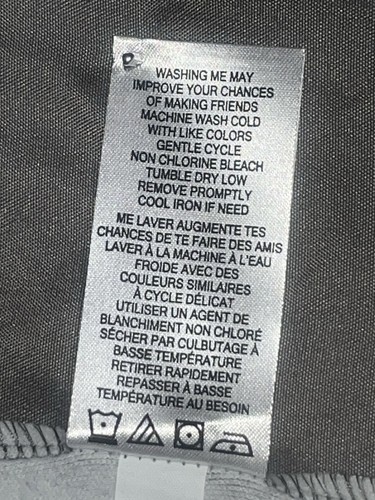 WASHING ME MAY
IMPROVE YOUR CHANCES
OF MAKING FRIENDS
MACHINE WASH COLD
WITH LIKE COLORS
GENTLE CYCLE
NON CHLORINE BLEACH
TUMBLE DRY LOW
REMOVE PROMPTLY
COOL IRON IF NEED
ME LAVER AUGMENTE TES
CHANCES DE TE FAIRE DES AMIS
LAVER À LA MACHINE À L'EAU
FROIDE AVEC DES
COULEURS SIMILAIRES
À CYCLE DÉLICAT
UTILISER UN AGENT DE
BLANCHIMENT NON CHLORÉ
SÉCHER PAR CULBUTAGE À
BASSE TEMPÉRATURE
RETIRER RAPIDEMENT
REPASSER À BASSE
TEMPÉRATURE AU BESOIN